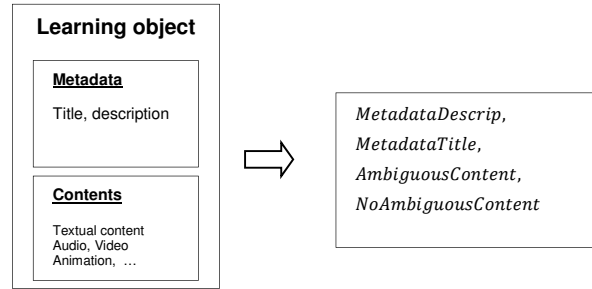 Learning object
Metadata
Title, description
Contents
Textual content
Audio, Video
Animation, …
MetadataDescrip,
MetadataTitle,
AmbiguousContent,
NoAmbiguousContent